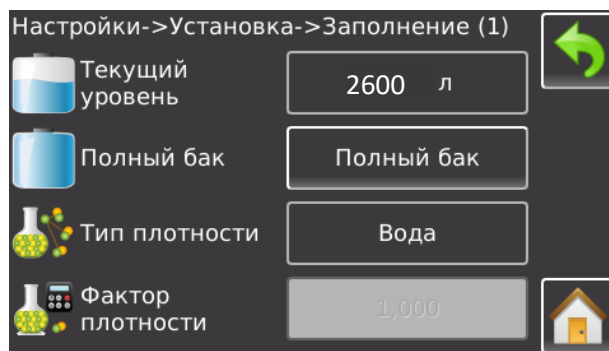 Настройки->Установка->Заполнение (1)
Текущий
уровень
2600 л
Полный бак
Полный бак
Тип плотности
Вода
Фактор
плотности
1,000